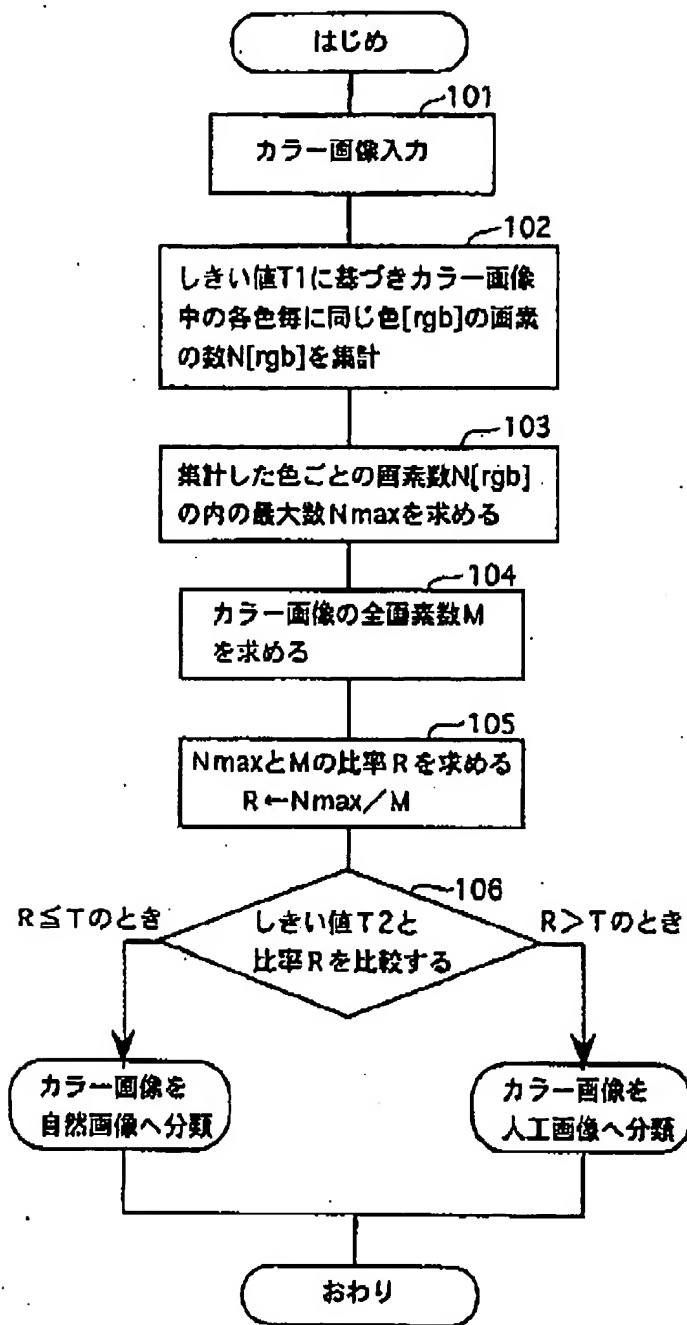 はじめ
101
カラー画像入力
102
しきい値T1に基づきカラー画像
中の各色毎に同じ色[rgb]の画素
の数N[rgb]を集計
103
集計した色ごとの画素数N[rgb]
の内の最大数Nmaxを求める
104
カラー画像の全画素数M
を求める
105
NmaxとMの比率Rを求める
R←Nmax／M
106
R≦Tのとき
しきい値T2と
比率Rを比較する
R＞Tのとき
カラー画像を
自然画像へ分類
カラー画像を
人工画像へ分類
おわり